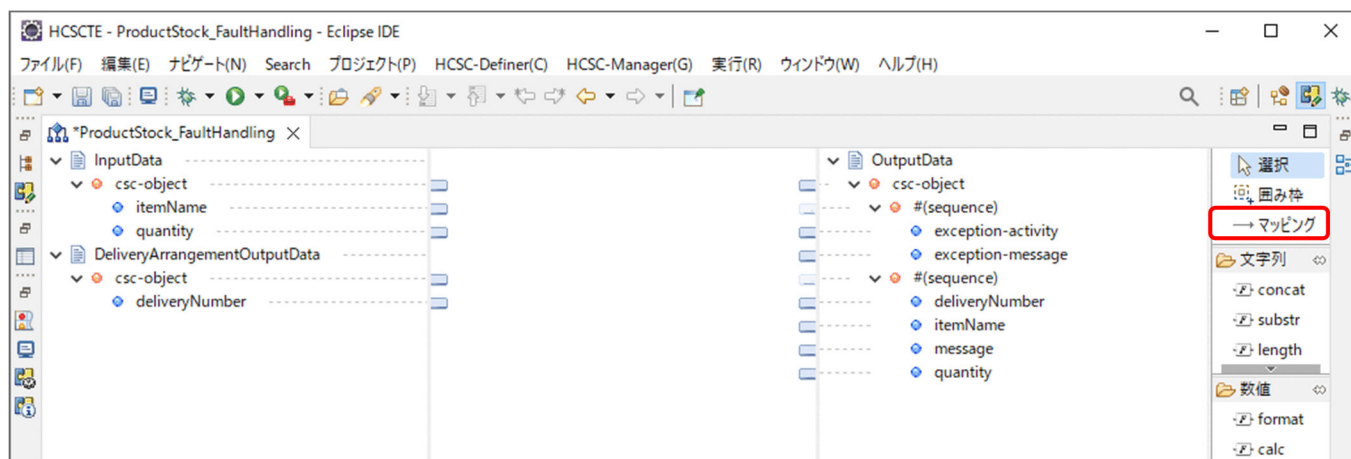 HCSCTE - ProductStock_FaultHandling - Eclipse IDE
ファイル(F) 編集(E) ナビゲート(N) Search プロジェクト(P) HCSC-Definer(C) HCSC-Manager(G) 実行(R) ウィンドウ(W) ヘルプ(H)
*ProductStock_FaultHandling
InputData
csc-object
itemName
quantity
DeliveryArrangementOutputData
csc-object
deliveryNumber
OutputData
csc-object
#(sequence)
exception-activity
exception-message
#(sequence)
deliveryNumber
itemName
message
quantity
選択
囲み枠
マッピング
文字列
concat
substr
length
数値
format
calc